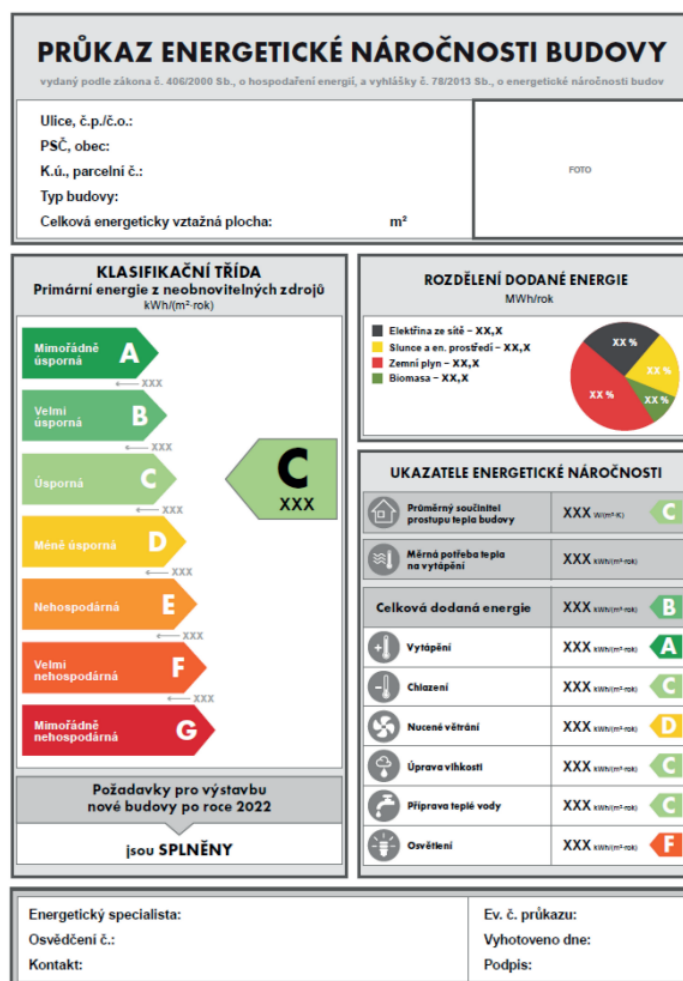 PRŮKAZ ENERGETICKÉ NÁROČNOSTI BUDOVY
vydaný podle zákona č. 406/2000 Sb., o hospodaření energií, a vyhlášky č. 78/2013 Sb., o energetické náročnosti budov
Ulice, č.p./č.o.:
PSČ, obec:
K.ú., parcelní č.:
Typ budovy:
Celková energeticky vztažná plocha: m²
FOTO
KLASIFIKAČNÍ TŘÍDA
Primární energie z neobnovitelných zdrojů
kWh/(m²·rok)
Mimořádně
úsporná
A
XXX
Velmi
úsporná
B
XXX
Úsporná
C
XXX
Méně úsporná
D
XXX
Nehospodárná
E
XXX
Velmi
nehospodárná
F
XXX
Mimořádně
nehospodárná
G
C
XXX
Požadavky pro výstavbu
nové budovy po roce 2022
jsou SPLNĚNY
ROZDĚLENÍ DODANÉ ENERGIE
MWh/rok
Elektřina ze sítě – XX,X
Slunce a en. prostředí – XX,X
Zemní plyn – XX,X
Biomasa – XX,X
XX %
XX %
XX %
XX %
UKAZATELE ENERGETICKÉ NÁROČNOSTI
Průměrný součinitel
prostupu tepla budovy
XXX W/(m²·K) C
Měrná potřeba tepla
na vytápění
XXX kWh/(m²·rok)
Celková dodaná energie XXX kWh/(m²·rok) B
Vytápění XXX kWh/(m²·rok) A
Chlazení XXX kWh/(m²·rok) C
Nucené větrání XXX kWh/(m²·rok) D
Úprava vlhkosti XXX kWh/(m²·rok) C
Příprava teplé vody XXX kWh/(m²·rok) C
Osvětlení XXX kWh/(m²·rok) F
Energetický specialista:
Osvědčení č.:
Kontakt:
Ev. č. průkazu:
Vyhotoveno dne:
Podpis: